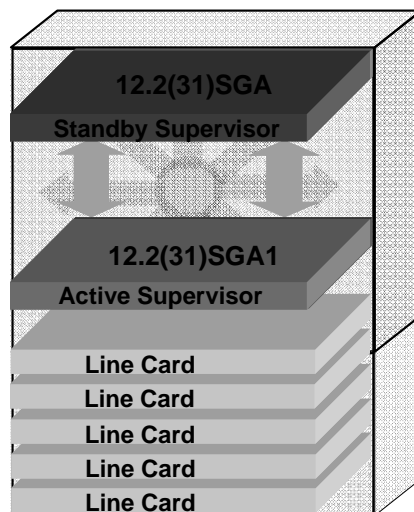 12.2(31)SGA
Standby Supervisor
12.2(31)SGA1
Active Supervisor
Line Card
Line Card
Line Card
Line Card
Line Card